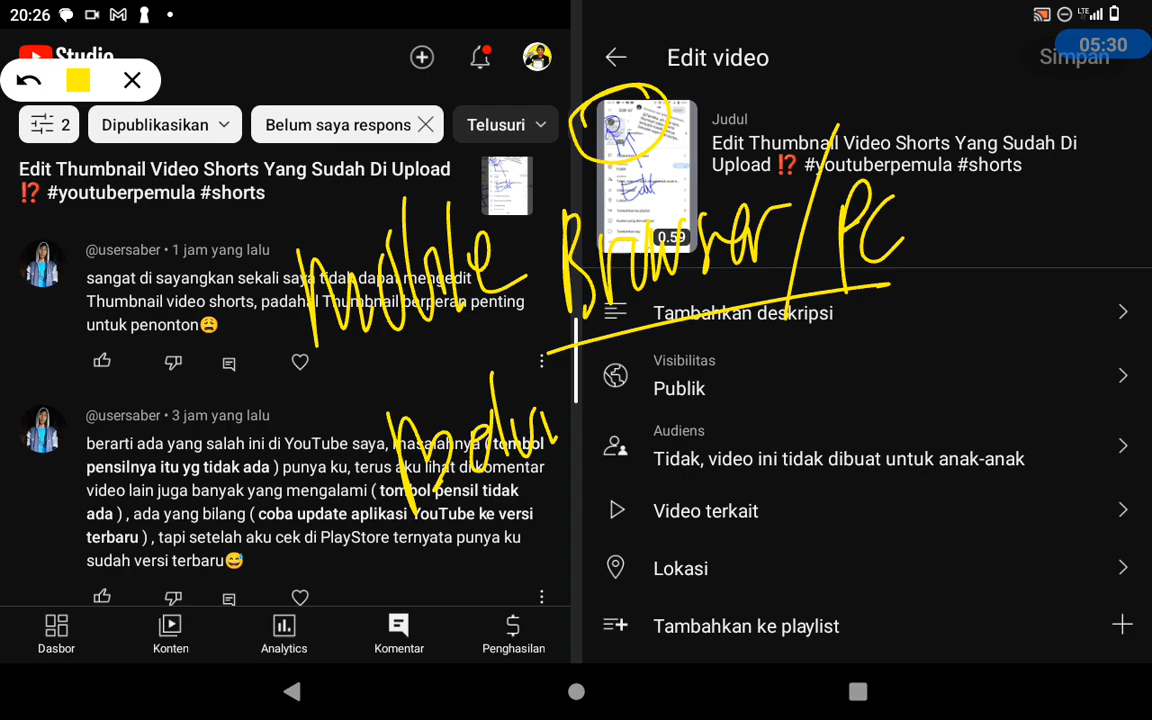 20:26
LTE
05:30
Studio
2
Dipublikasikan
Belum saya respons
Telusuri
Edit Thumbnail Video Shorts Yang Sudah Di Upload
⁉️ #youtuberpemula #shorts
@usersaber • 1 jam yang lalu
sangat di sayangkan sekali saya tidak dapat mengedit
Thumbnail video shorts, padahal Thumbnail berperan penting
untuk penonton😩
@usersaber • 3 jam yang lalu
berarti ada yang salah ini di YouTube saya, masalahnya ( tombol
pensilnya itu yg tidak ada ) punya ku, terus aku lihat di komentar
video lain juga banyak yang mengalami ( tombol pensil tidak
ada ) , ada yang bilang ( coba update aplikasi YouTube ke versi
terbaru ) , tapi setelah aku cek di PlayStore ternyata punya ku
sudah versi terbaru😅
Dasbor
Konten
Analytics
Komentar
Penghasilan
Edit video
Simpan
Edit
0.59
Judul
Edit Thumbnail Video Shorts Yang Sudah Di
Upload ⁉️ #youtuberpemula #shorts
Tambahkan deskripsi
Visibilitas
Publik
Audiens
Tidak, video ini tidak dibuat untuk anak-anak
Video terkait
Lokasi
Tambahkan ke playlist
Mobile Browser / PC